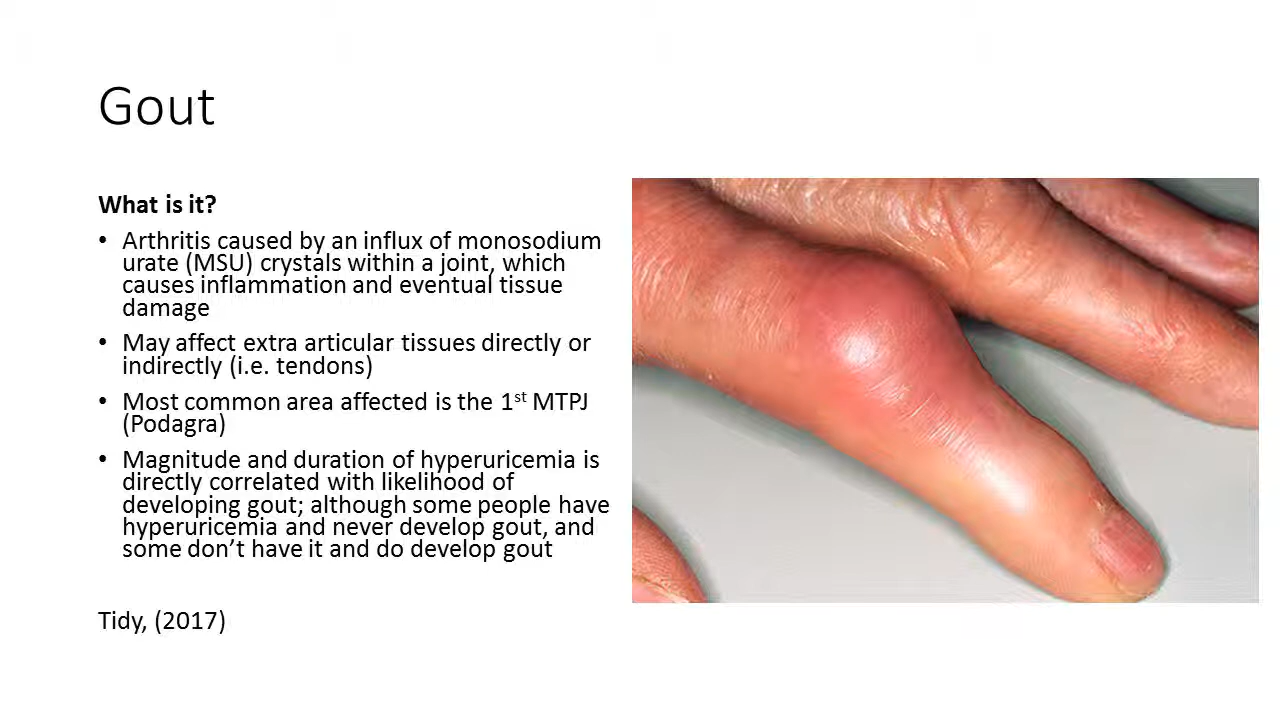 Gout
What is it?
• Arthritis caused by an influx of monosodium
urate (MSU) crystals within a joint, which
causes inflammation and eventual tissue
damage
• May affect extra articular tissues directly or
indirectly (i.e. tendons)
• Most common area affected is the 1st MTPJ
(Podagra)
• Magnitude and duration of hyperuricemia is
directly correlated with likelihood of
developing gout; although some people have
hyperuricemia and never develop gout, and
some don’t have it and do develop gout
Tidy, (2017)